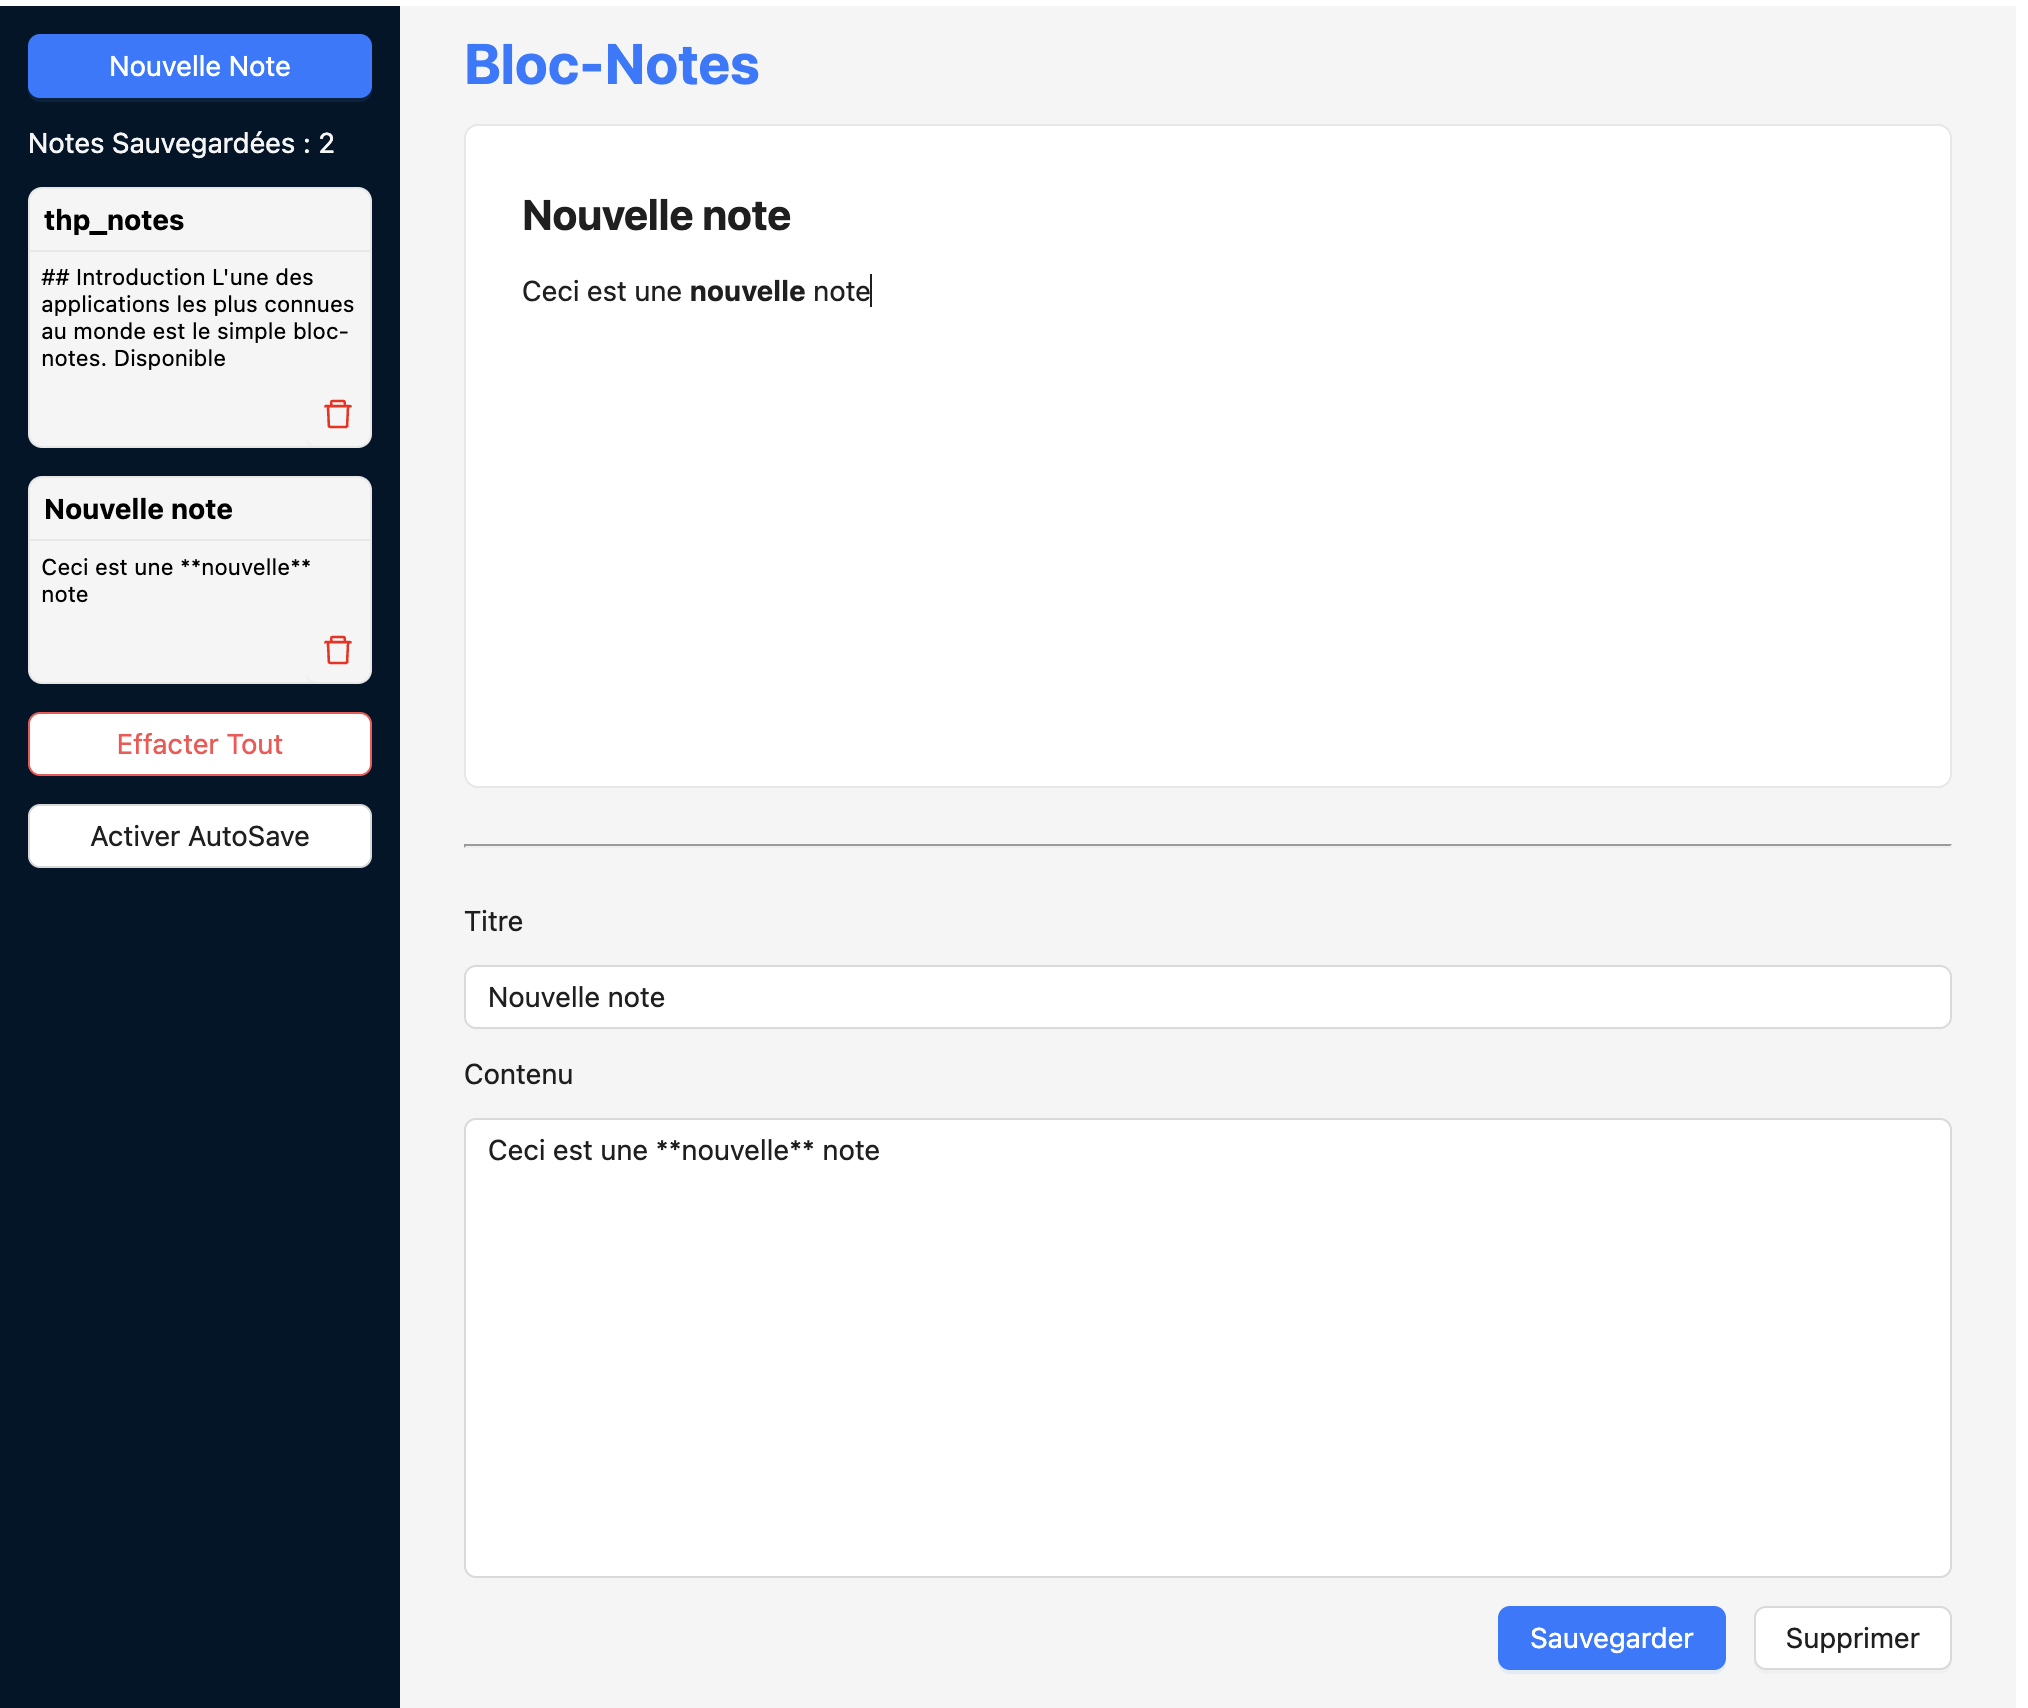 Nouvelle Note
Notes Sauvegardées : 2
thp_notes
## Introduction L'une des
applications les plus connues
au monde est le simple bloc-
notes. Disponible
Nouvelle note
Ceci est une **nouvelle**
note
Effacter Tout
Activer AutoSave
Bloc-Notes
Nouvelle note
Ceci est une nouvelle note
Titre
Nouvelle note
Contenu
Ceci est une **nouvelle** note
Sauvegarder
Supprimer